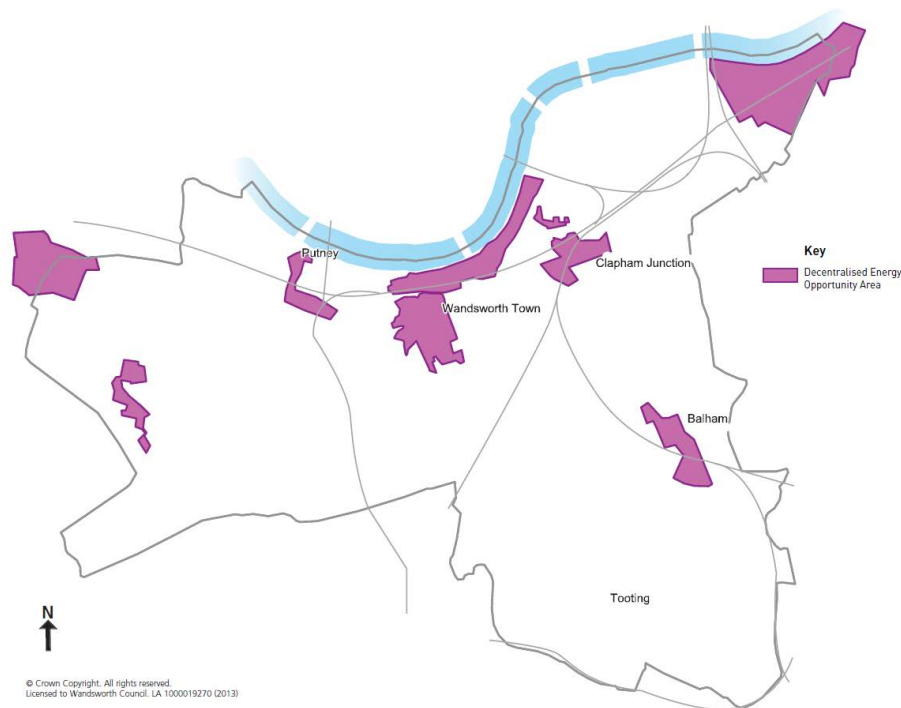 Putney
Clapham Junction
Wandsworth Town
Balham
Tooting
Key
Decentralised Energy
Opportunity Area
N
© Crown Copyright. All rights reserved.
Licensed to Wandsworth Council. LA 1000019270 (2013)